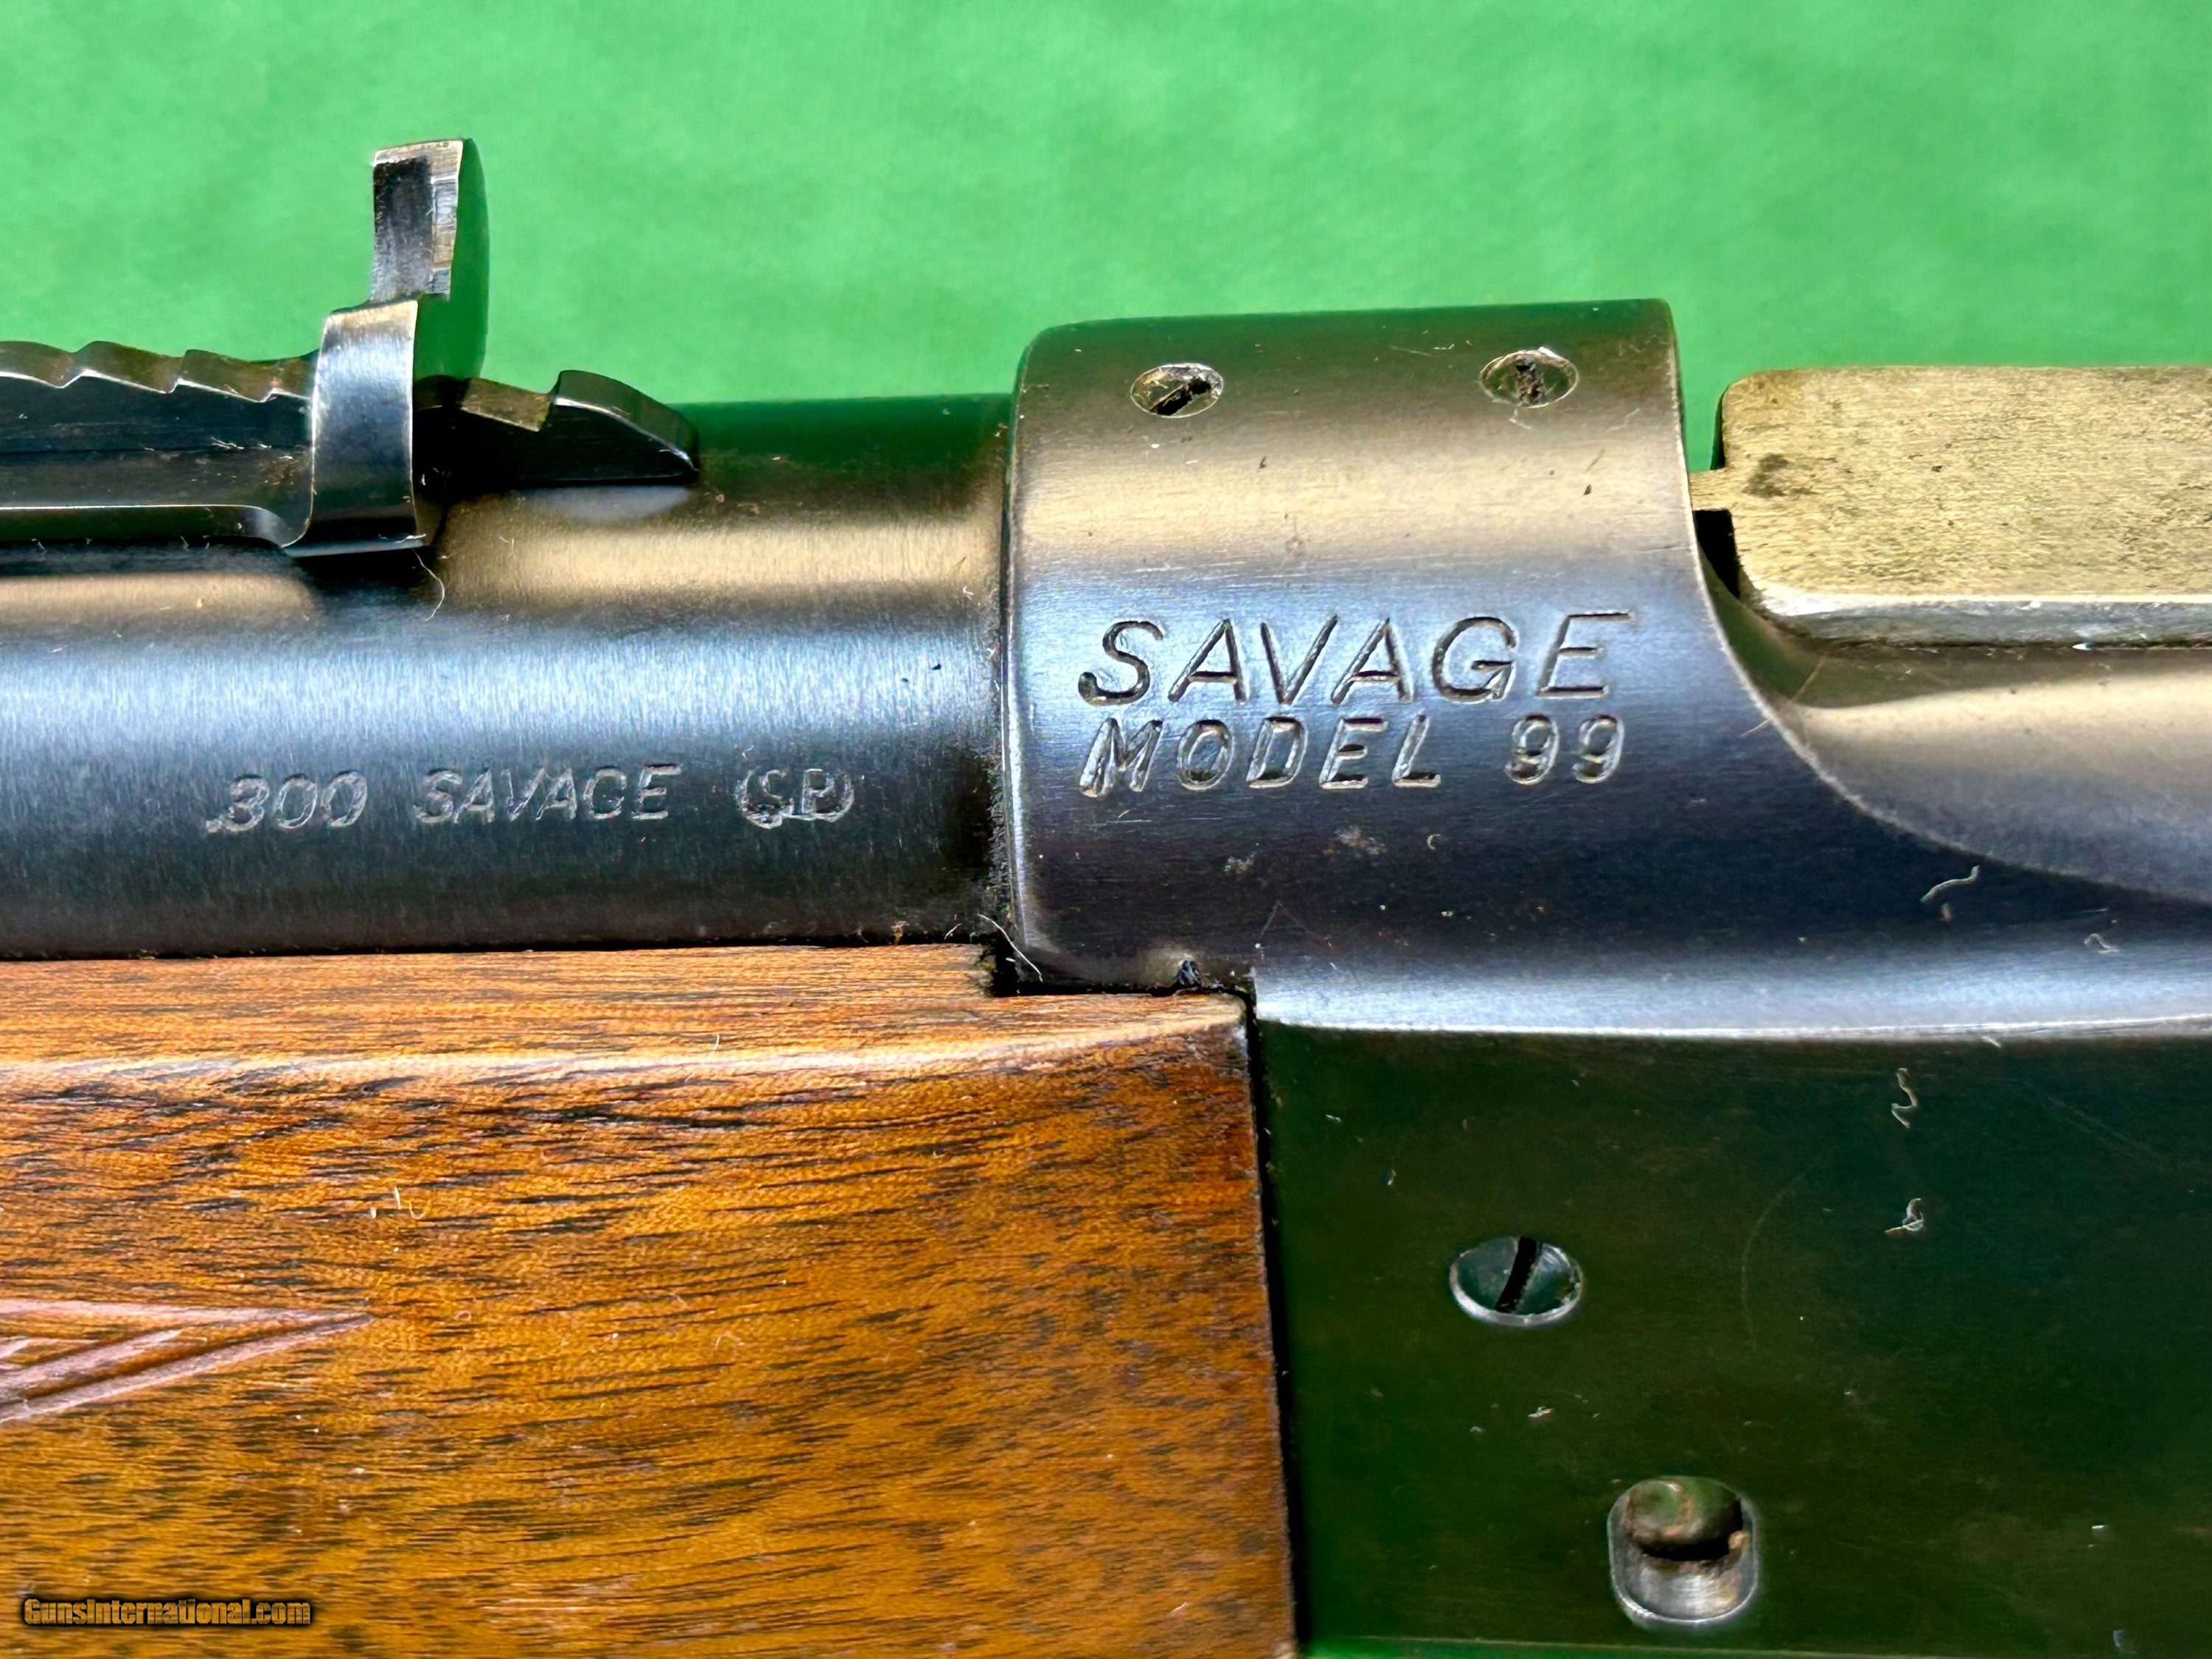 SAVAGE
MODEL 99
.300 SAVAGE (SP)
GunsInternational.com